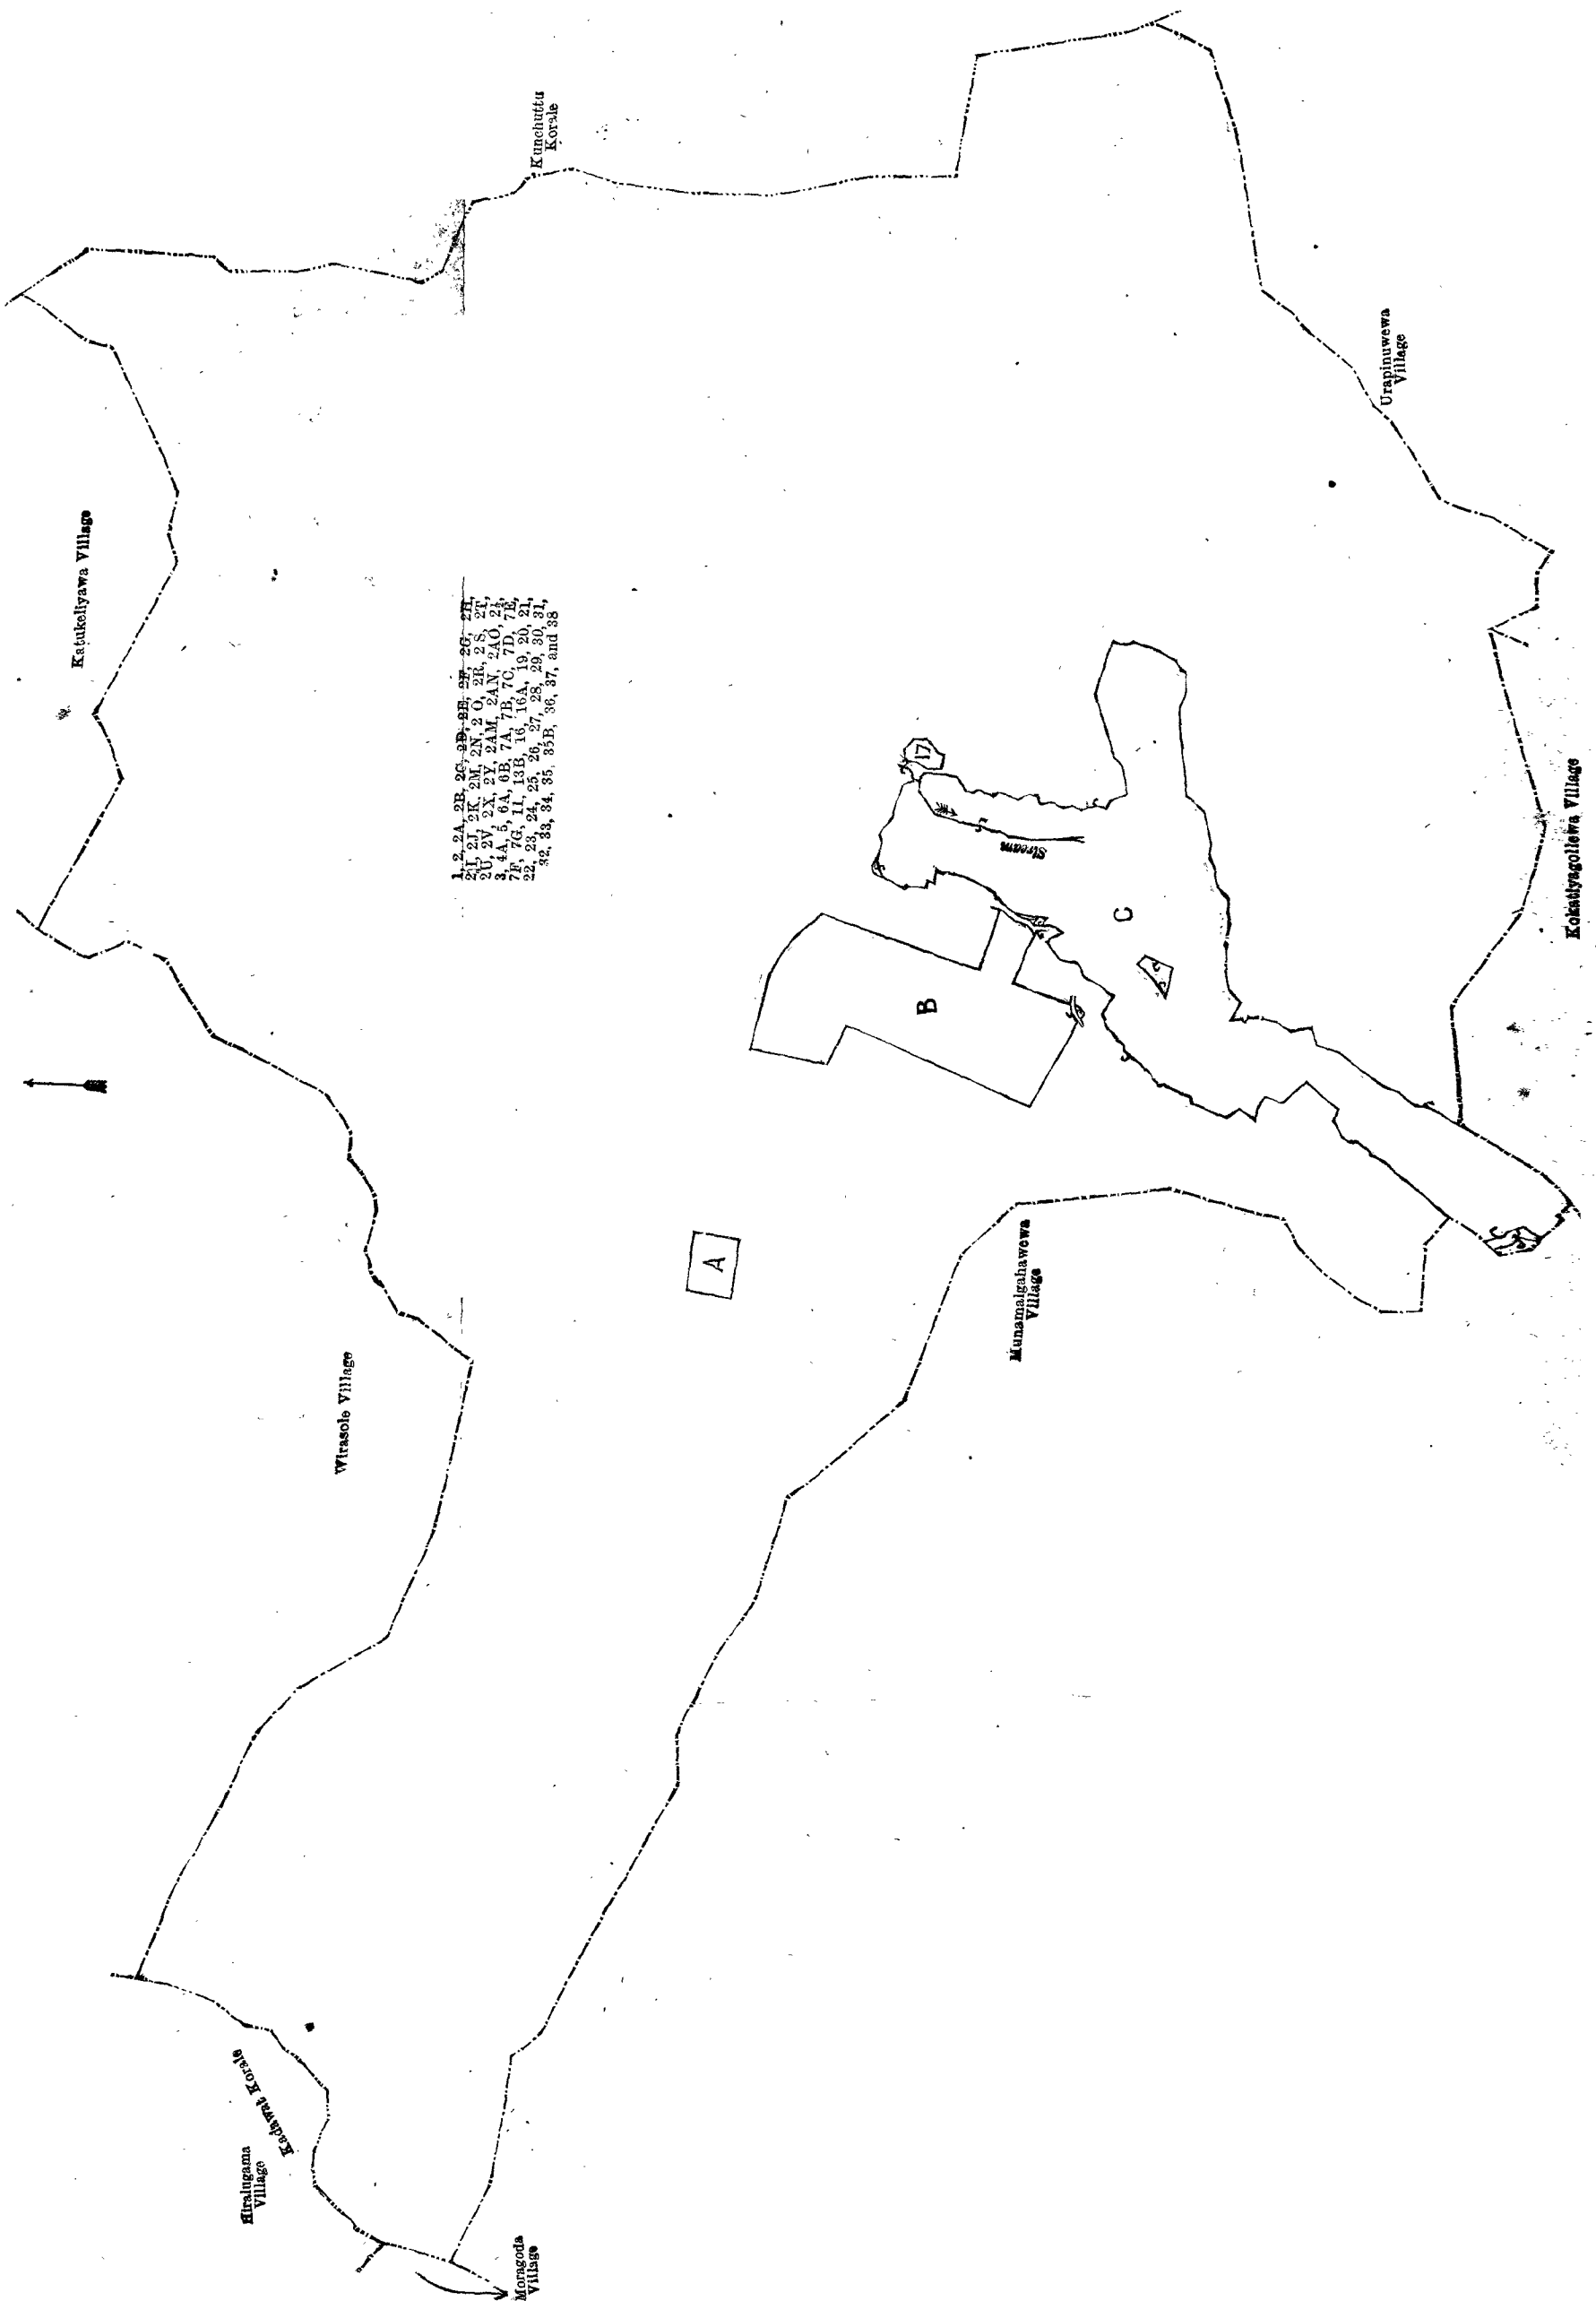 Katukeliyawa Village
Kunchuttu
Korale
Wirasole Village
Hiralugama
Village
Kadawat Korale
Moragoda
Village
1, 2, 2A, 2B, 2C, 2D, 2E, 2F, 2G, 2H,
2I, 2J, 2K, 2M, 2N, 2 O, 2R, 2S, 2T,
2U, 2V, 2X, 2Y, 2AM, 2AN, 2AO, 2½,
3, 4A, 5, 6A, 6B, 7A, 7B, 7C, 7D, 7E,
7F, 7G, 11, 13B, 16, 16A, 19, 20, 21,
22, 23, 24, 25, 26, 27, 28, 29, 30, 31,
32, 33, 34, 35, 35B, 36, 37, and 38
A
B
C
17
Stream
Munamalgahawewa
Village
Urapinuwewa
Village
Kokatiyagollewa Village